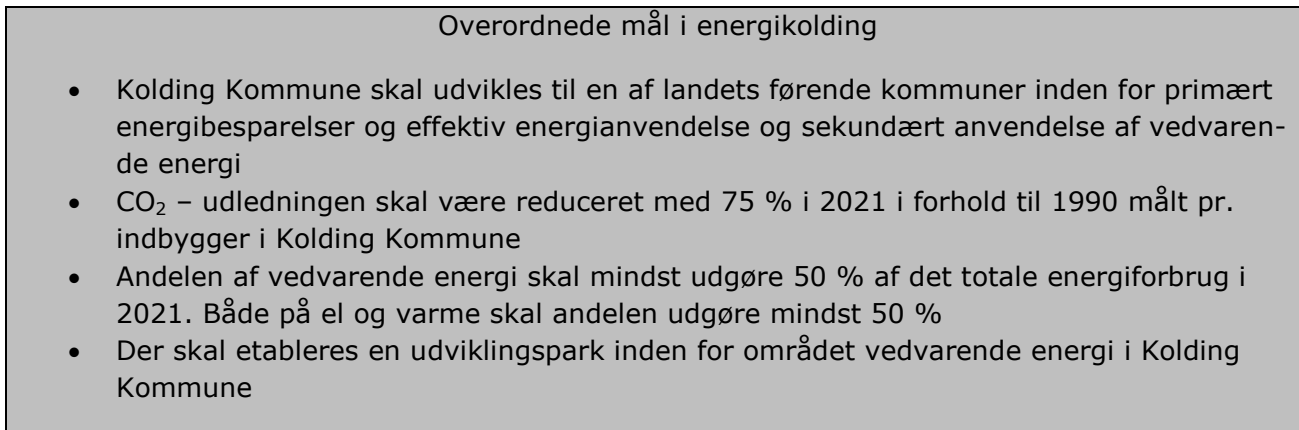 Overordnede mål i energikolding
• Kolding Kommune skal udvikles til en af landets førende kommuner inden for primært
energibesparelser og effektiv energianvendelse og sekundært anvendelse af vedvaren-
de energi
• CO₂ – udledningen skal være reduceret med 75 % i 2021 i forhold til 1990 målt pr.
indbygger i Kolding Kommune
• Andelen af vedvarende energi skal mindst udgøre 50 % af det totale energiforbrug i
2021. Både på el og varme skal andelen udgøre mindst 50 %
• Der skal etableres en udviklingspark inden for området vedvarende energi i Kolding
Kommune